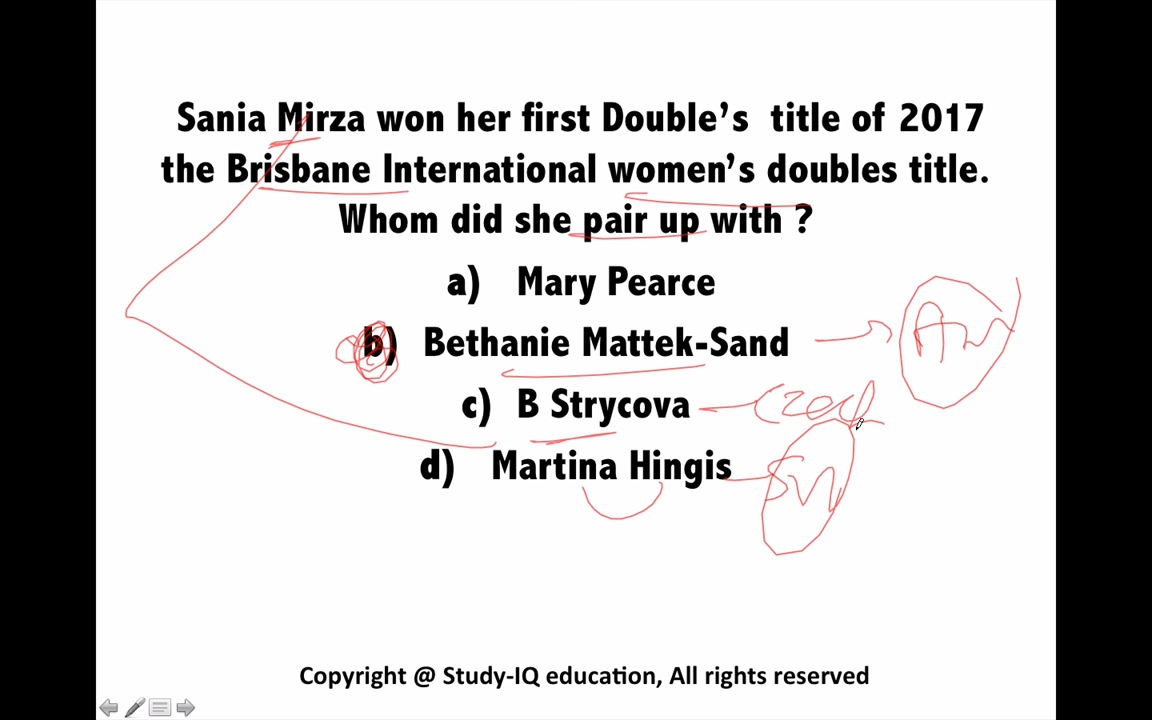 Sania Mirza won her first Double’s title of 2017
the Brisbane International women’s doubles title.
Whom did she pair up with ?
a) Mary Pearce
b) Bethanie Mattek-Sand
c) B Strycova
d) Martina Hingis
Copyright @ Study-IQ education, All rights reserved